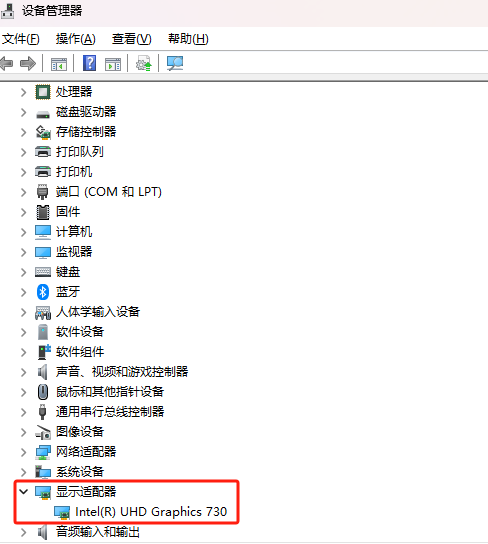 设备管理器
文件(F) 操作(A) 查看(V) 帮助(H)
处理器
磁盘驱动器
存储控制器
打印队列
打印机
端口 (COM 和 LPT)
固件
计算机
监视器
键盘
蓝牙
人体学输入设备
软件设备
软件组件
声音、视频和游戏控制器
鼠标和其他指针设备
通用串行总线控制器
图像设备
网络适配器
系统设备
显示适配器
Intel(R) UHD Graphics 730
音频输入和输出